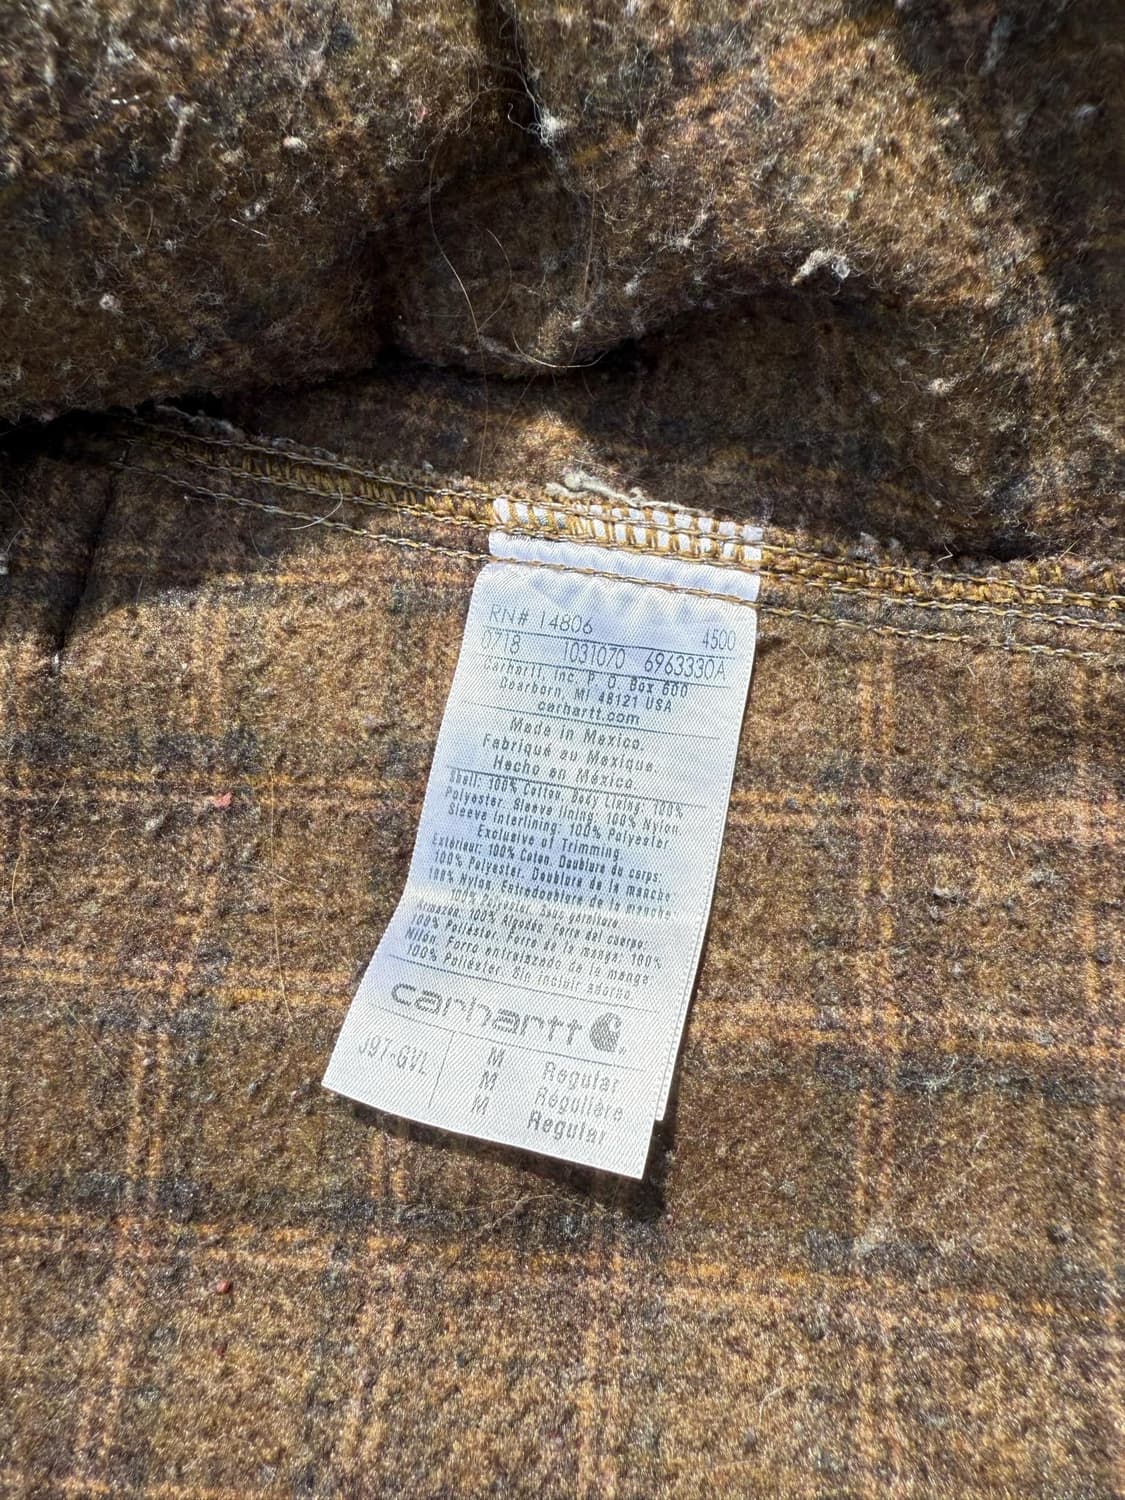 RN# 14806 4500
0718 1031070 6963330A
Carhartt, Inc. P. O. Box 600
Dearborn, MI 48121 USA
carhartt.com
Made in Mexico.
Fabriqué au Mexique.
Hecho en México.
Shell: 100% Cotton. Body Lining: 100%
Polyester. Sleeve lining: 100% Nylon.
Sleeve Interlining: 100% Polyester
Exclusive of Trimming.
Extérieur: 100% Coton. Doublure du corps:
100% Polyester. Doublure de la manche:
100% Nylon. Entredoublure de la manche:
100% Polyester. Sans garniture.
Armazón: 100% Algodón. Forro del cuerpo:
100% Poliéster. Forro de la manga: 100%
Nilón. Forro entrelazado de la manga
100% Poliéster. Sin incluir adorno.
carhartt
J97-GVL M Regular
M Régulière
M Regular